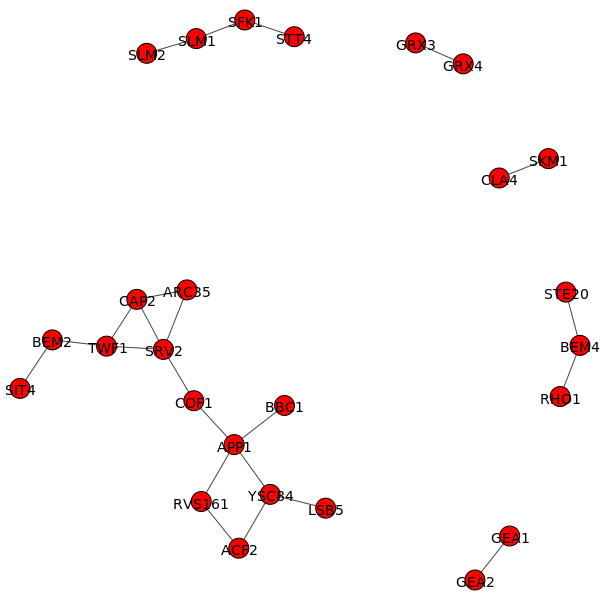 SFK1
STT4
SLM1
SLM2
GRX3
GRX4
SKM1
CLA4
ARC35
STE20
CAP2
BEM2
TWF1
SRV2
BEM4
SIT4
RHO1
COF1
BBC1
APP1
YSC84
RVS161
LSB5
GEA1
ACF2
GEA2